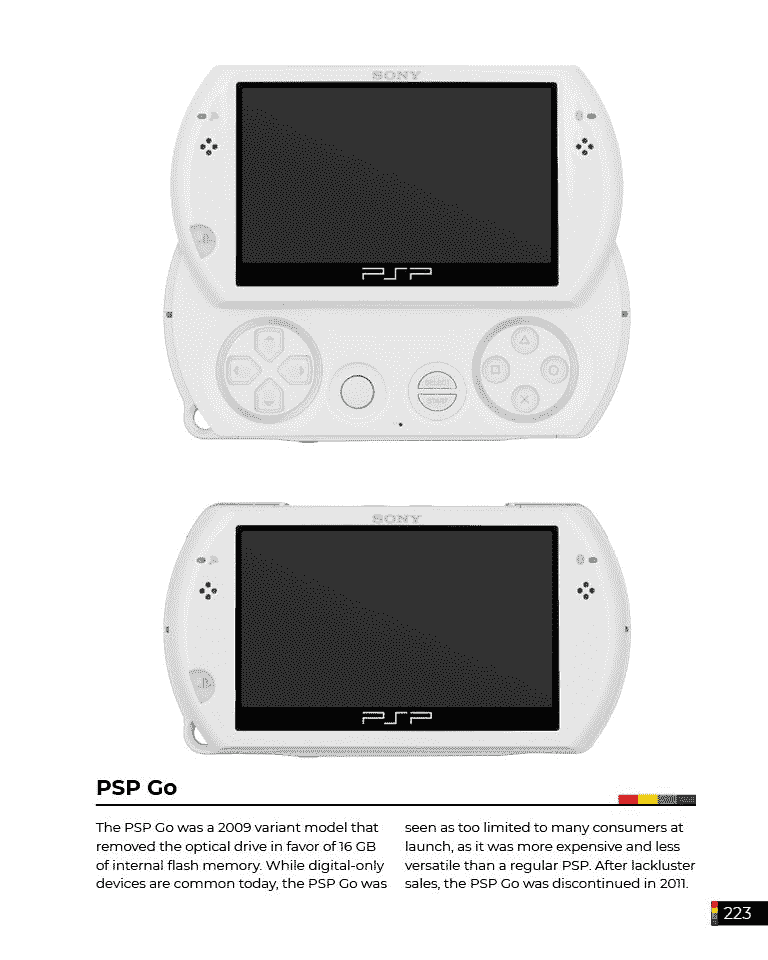 SONY
PSP
SELECT
START
SONY
PSP
PSP Go
The PSP Go was a 2009 variant model that
removed the optical drive in favor of 16 GB
of internal flash memory. While digital-only
devices are common today, the PSP Go was
seen as too limited to many consumers at
launch, as it was more expensive and less
versatile than a regular PSP. After lackluster
sales, the PSP Go was discontinued in 2011.
223